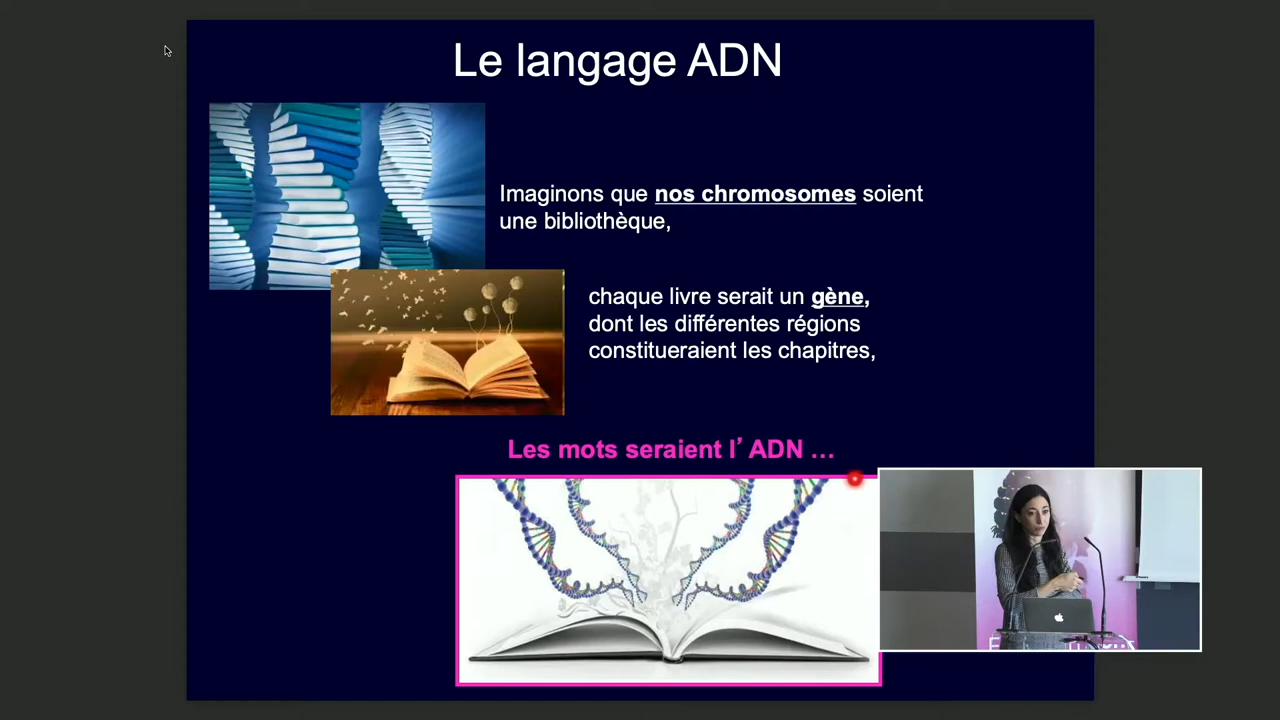 Le langage ADN
Imaginons que nos chromosomes soient
une bibliothèque,
chaque livre serait un gène,
dont les différentes régions
constitueraient les chapitres,
Les mots seraient l’ADN …